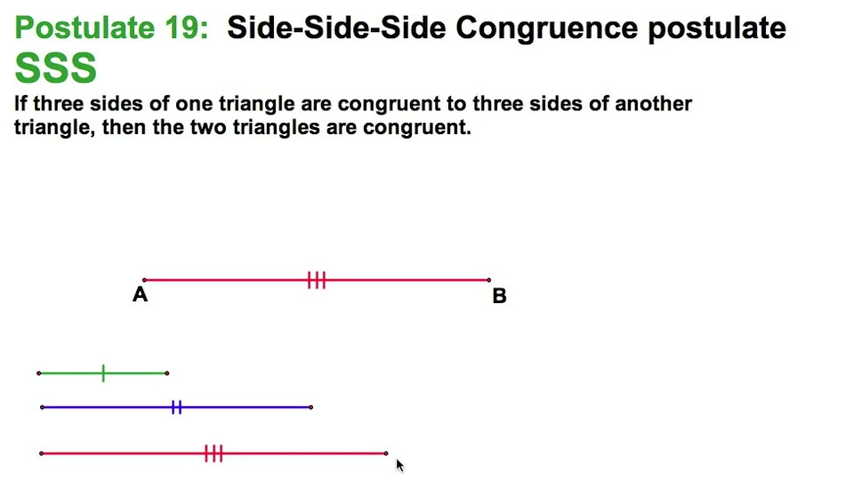 Postulate 19: Side-Side-Side Congruence postulate
SSS
If three sides of one triangle are congruent to three sides of another
triangle, then the two triangles are congruent.
A
B